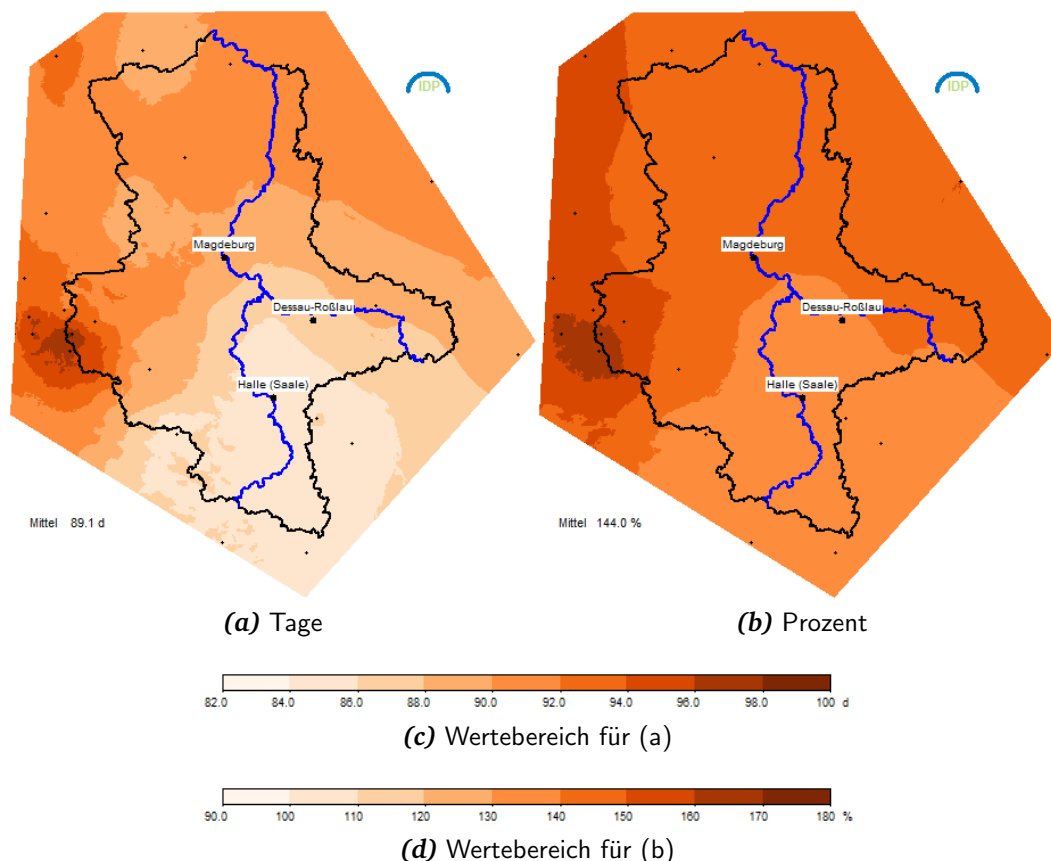 IDP
IDP
Magdeburg
Magdeburg
Dessau-Roßlau
Dessau-Roßlau
Halle (Saale)
Halle (Saale)
Mittel 89.1 d
Mittel 144.0 %
(a) Tage
(b) Prozent
82.0 84.0 86.0 88.0 90.0 92.0 94.0 96.0 98.0 100 d
(c) Wertebereich für (a)
90.0 100 110 120 130 140 150 160 170 180 %
(d) Wertebereich für (b)